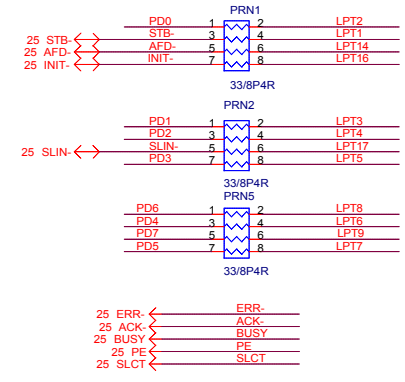 PRN1
PD0 1 2 LPT2
25 STB- STB- 3 4 LPT1
25 AFD- AFD- 5 6 LPT14
25 INIT- INIT- 7 8 LPT16
33/8P4R
PRN2
PD1 1 2 LPT3
PD2 3 4 LPT4
25 SLIN- SLIN- 5 6 LPT17
PD3 7 8 LPT5
33/8P4R
PRN5
PD6 1 2 LPT8
PD4 3 4 LPT6
PD7 5 6 LPT9
PD5 7 8 LPT7
33/8P4R
25 ERR- ERR-
25 ACK- ACK-
25 BUSY BUSY
25 PE PE
25 SLCT SLCT